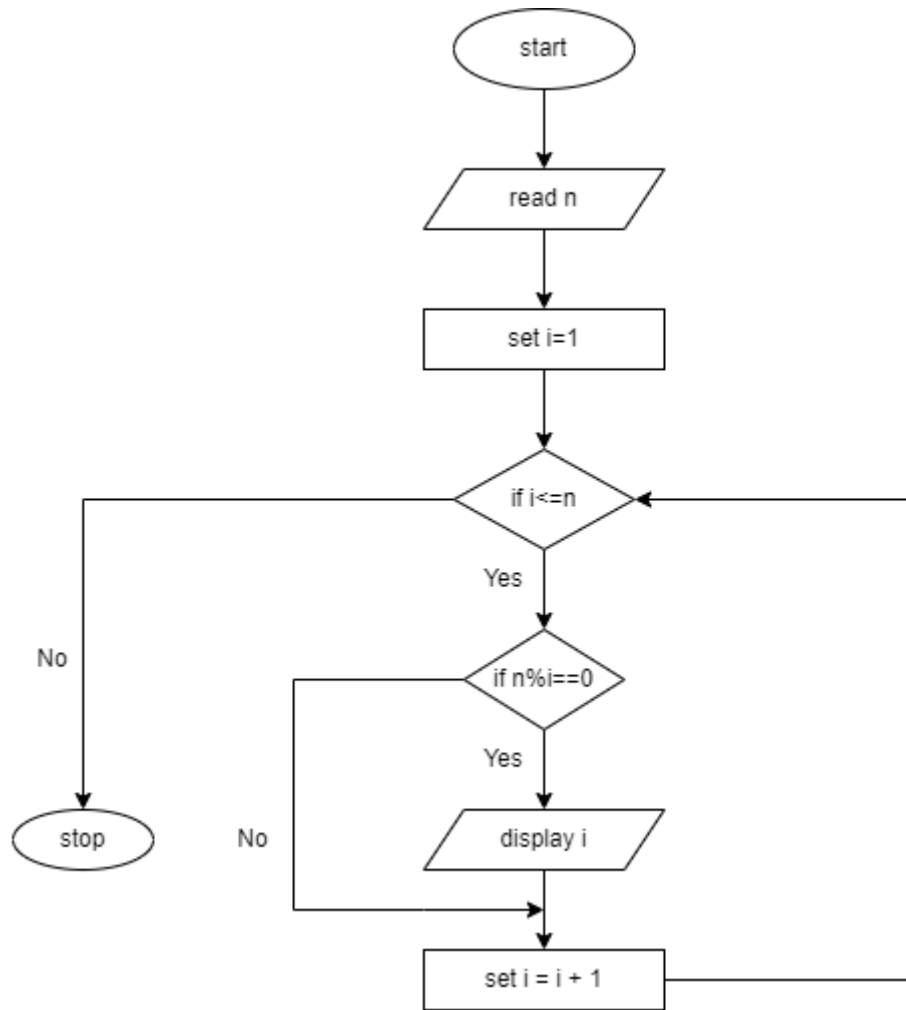 start
read n
set i=1
if i<=n
Yes
No
if n%i==0
Yes
stop
No
display i
set i = i + 1